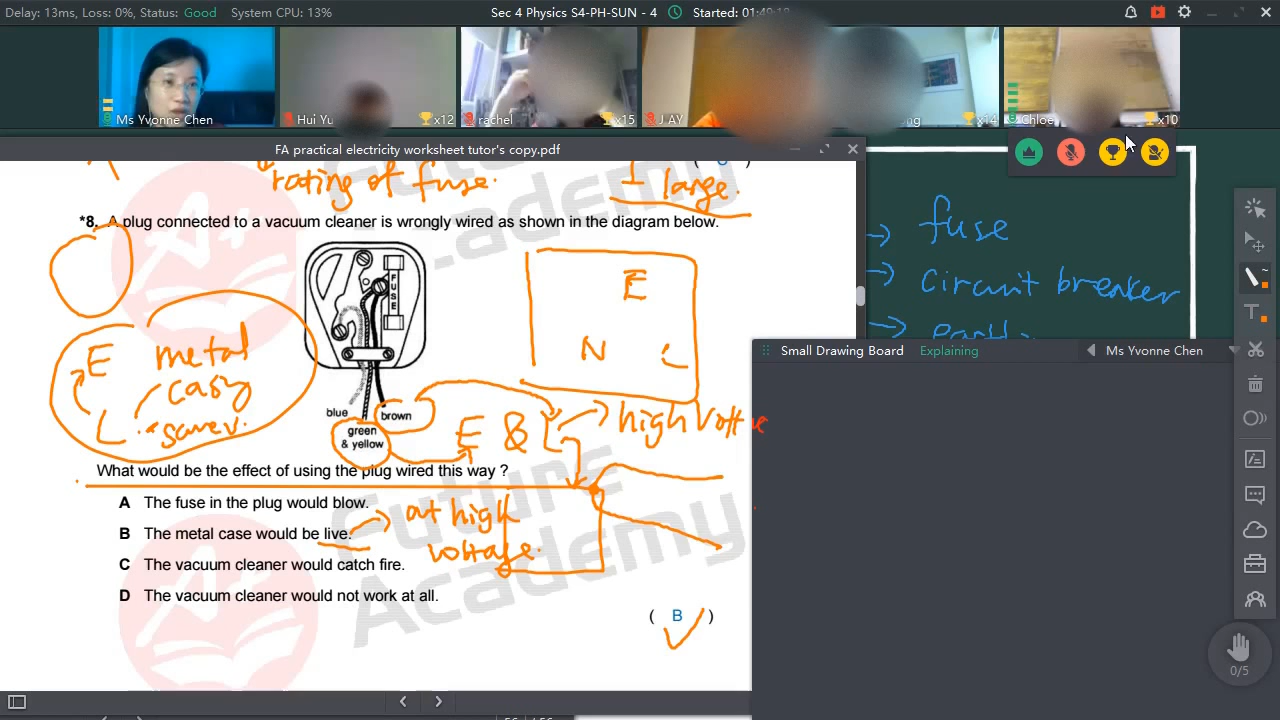 Delay: 13ms, Loss: 0%, Status: Good System CPU: 13%
Sec 4 Physics S4-PH-SUN - 4 Started: 01:49:18
Ms Yvonne Chen
Hui Yu
x12
rachel
x15
J AY
x14
Chloe
x10
FA practical electricity worksheet tutor's copy.pdf
rating of fuse.
1 large.
*8. A plug connected to a vacuum cleaner is wrongly wired as shown in the diagram below.
FUSE
E
N L
E metal
casing
L
blue
brown
green
& yellow
E & L
high voltage
What would be the effect of using the plug wired this way ?
A The fuse in the plug would blow.
B The metal case would be live.
at high
voltage.
C The vacuum cleaner would catch fire.
D The vacuum cleaner would not work at all.
( B )
Future
Academy
A+
fuse
circuit breaker
Small Drawing Board Explaining
Ms Yvonne Chen
0/5